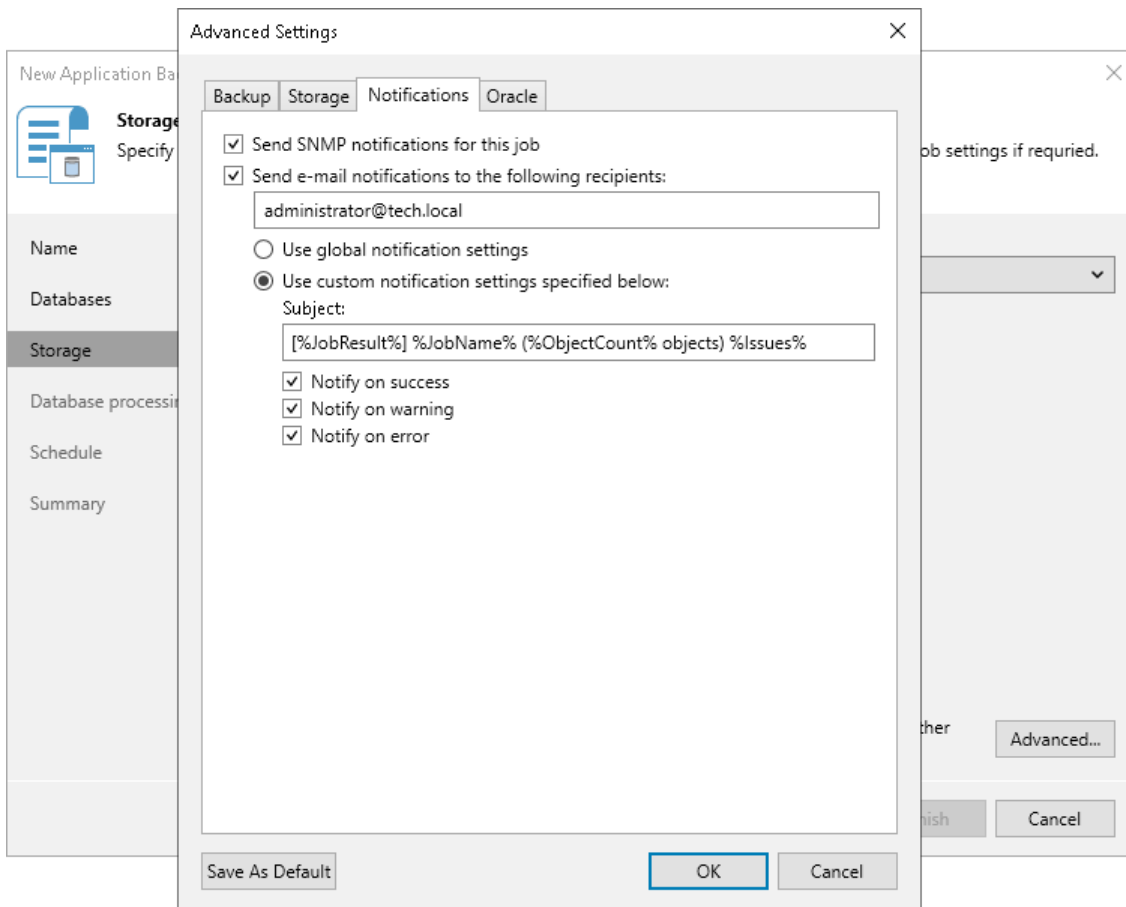 Advanced Settings
New Application Ba
Backup
Storage
Notifications
Oracle
Storage
Specify
ob settings if requried.
Send SNMP notifications for this job
Send e-mail notifications to the following recipients:
administrator@tech.local
Use global notification settings
Use custom notification settings specified below:
Subject:
[%JobResult%] %JobName% (%ObjectCount% objects) %Issues%
Notify on success
Notify on warning
Notify on error
Name
Databases
Storage
Database processin
Schedule
Summary
ther
Advanced...
nish
Cancel
Save As Default
OK
Cancel